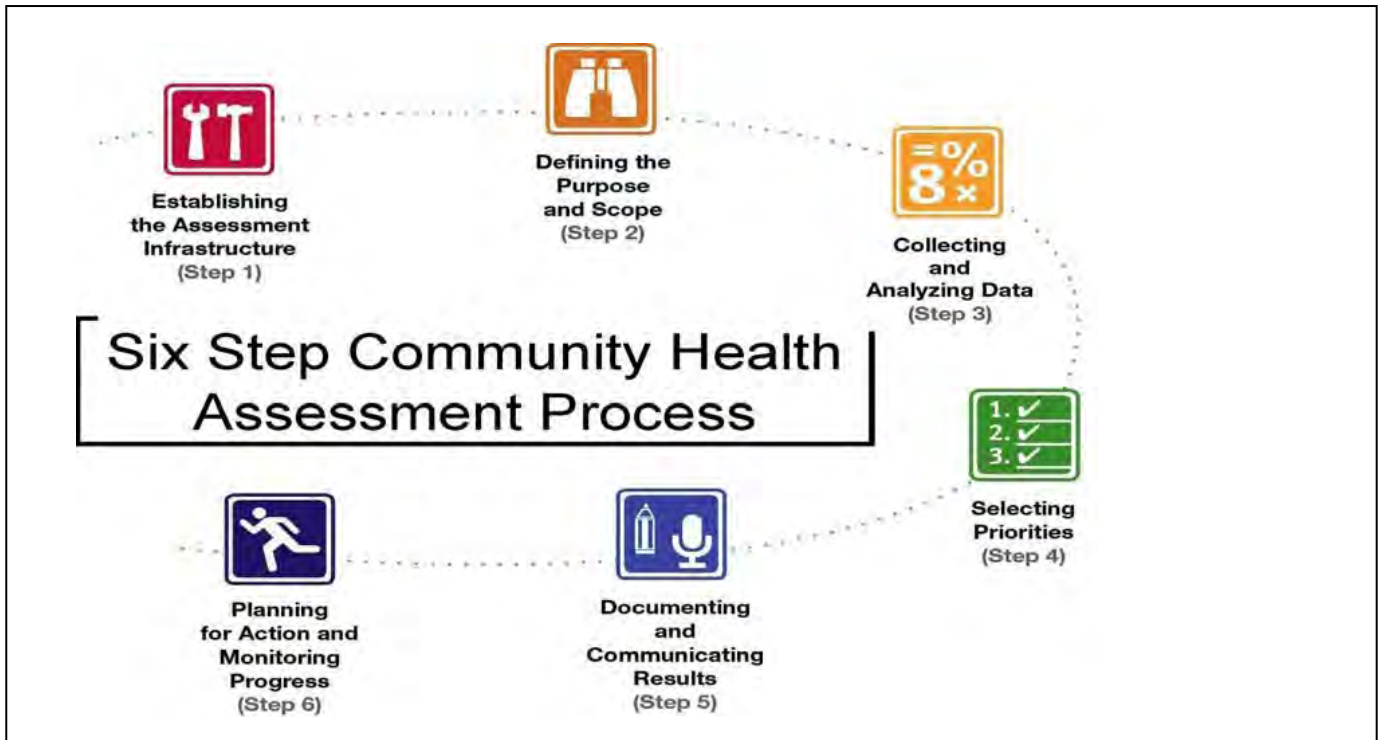 Establishing
the Assessment
Infrastructure
(Step 1)
Defining the
Purpose
and Scope
(Step 2)
=%
8 x
Collecting
and
Analyzing Data
(Step 3)
Six Step Community Health
Assessment Process
1. ✓
2. ✓
3. ✓
Selecting
Priorities
(Step 4)
Documenting
and
Communicating
Results
(Step 5)
Planning
for Action and
Monitoring
Progress
(Step 6)